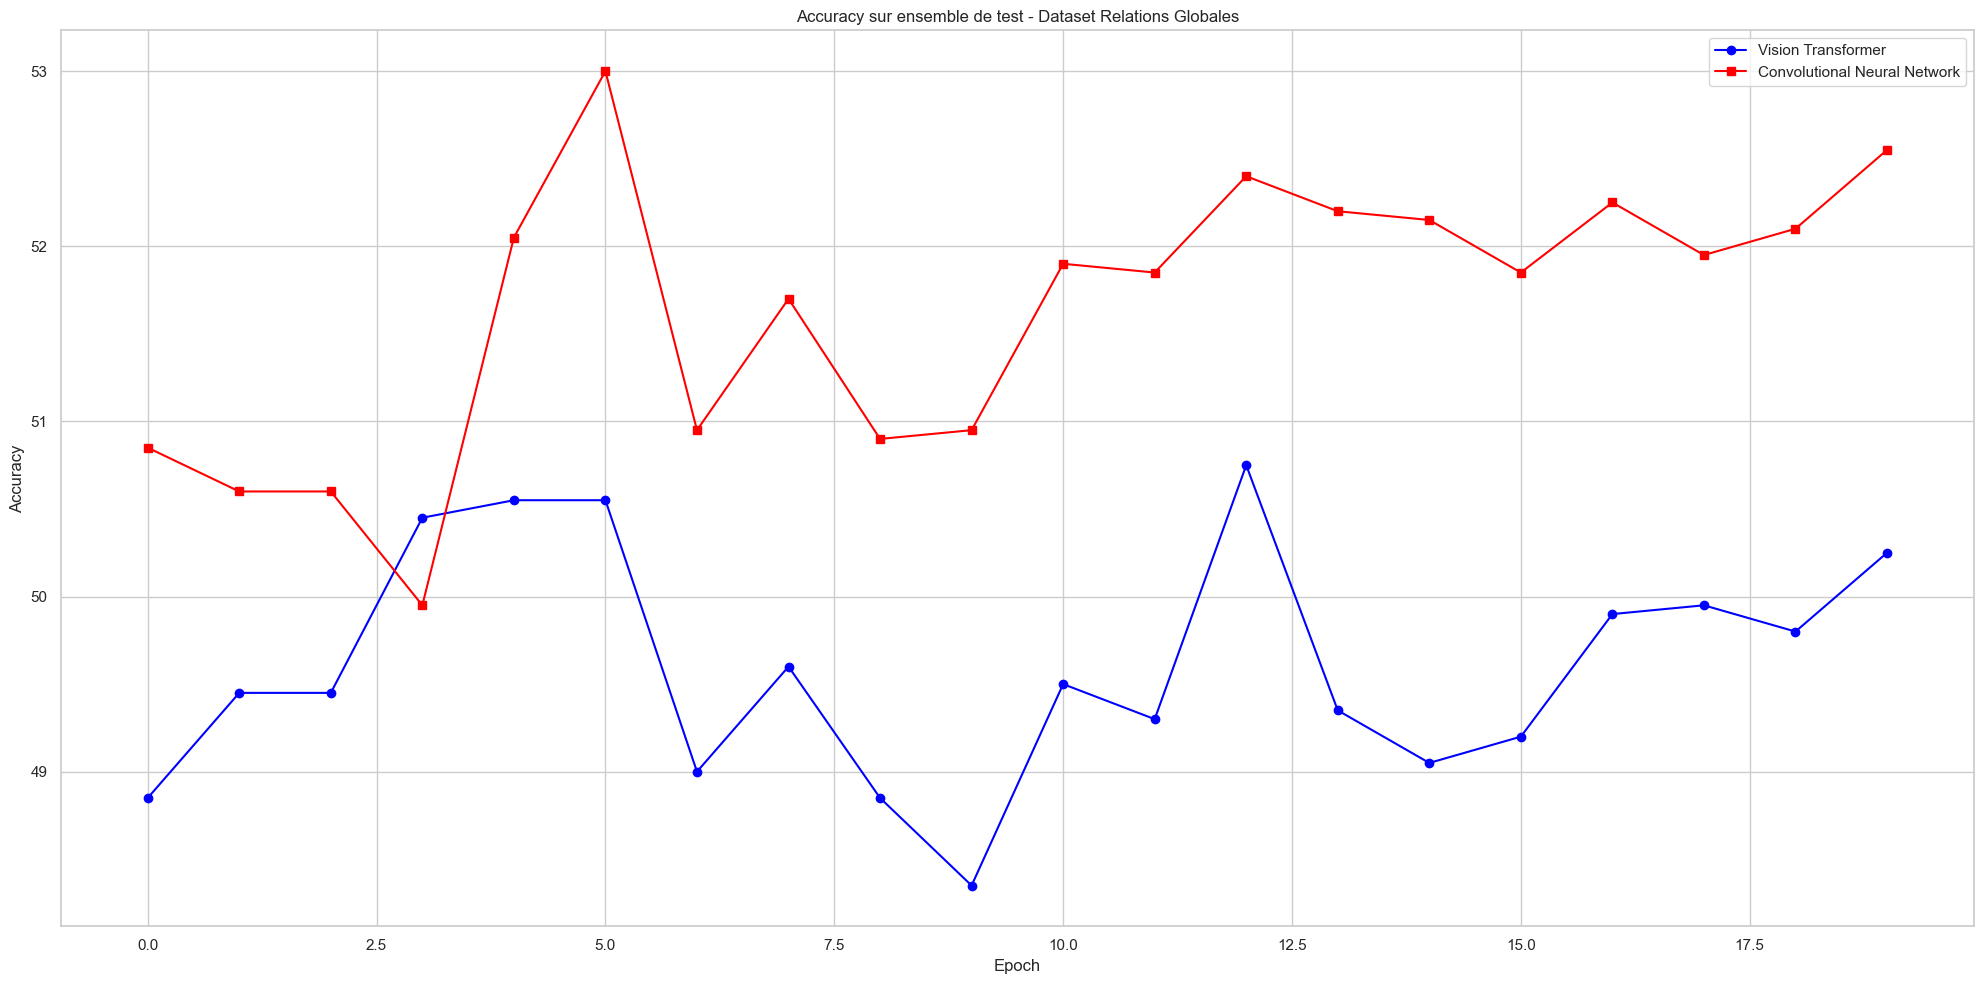 Accuracy sur ensemble de test - Dataset Relations Globales
Vision Transformer
Convolutional Neural Network
53
52
51
50
49
Accuracy
0.0 2.5 5.0 7.5 10.0 12.5 15.0 17.5
Epoch